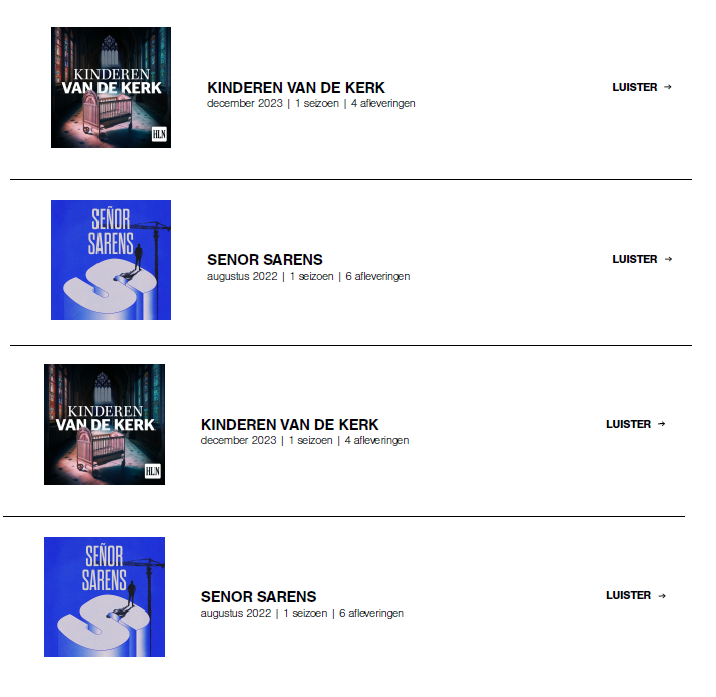 KINDEREN
VAN DE KERK
HLN
KINDEREN VAN DE KERK
december 2023 | 1 seizoen | 4 afleveringen
LUISTER →
SEÑOR
SARENS
SENOR SARENS
augustus 2022 | 1 seizoen | 6 afleveringen
LUISTER →
KINDEREN
VAN DE KERK
HLN
KINDEREN VAN DE KERK
december 2023 | 1 seizoen | 4 afleveringen
LUISTER →
SEÑOR
SARENS
SENOR SARENS
augustus 2022 | 1 seizoen | 6 afleveringen
LUISTER →